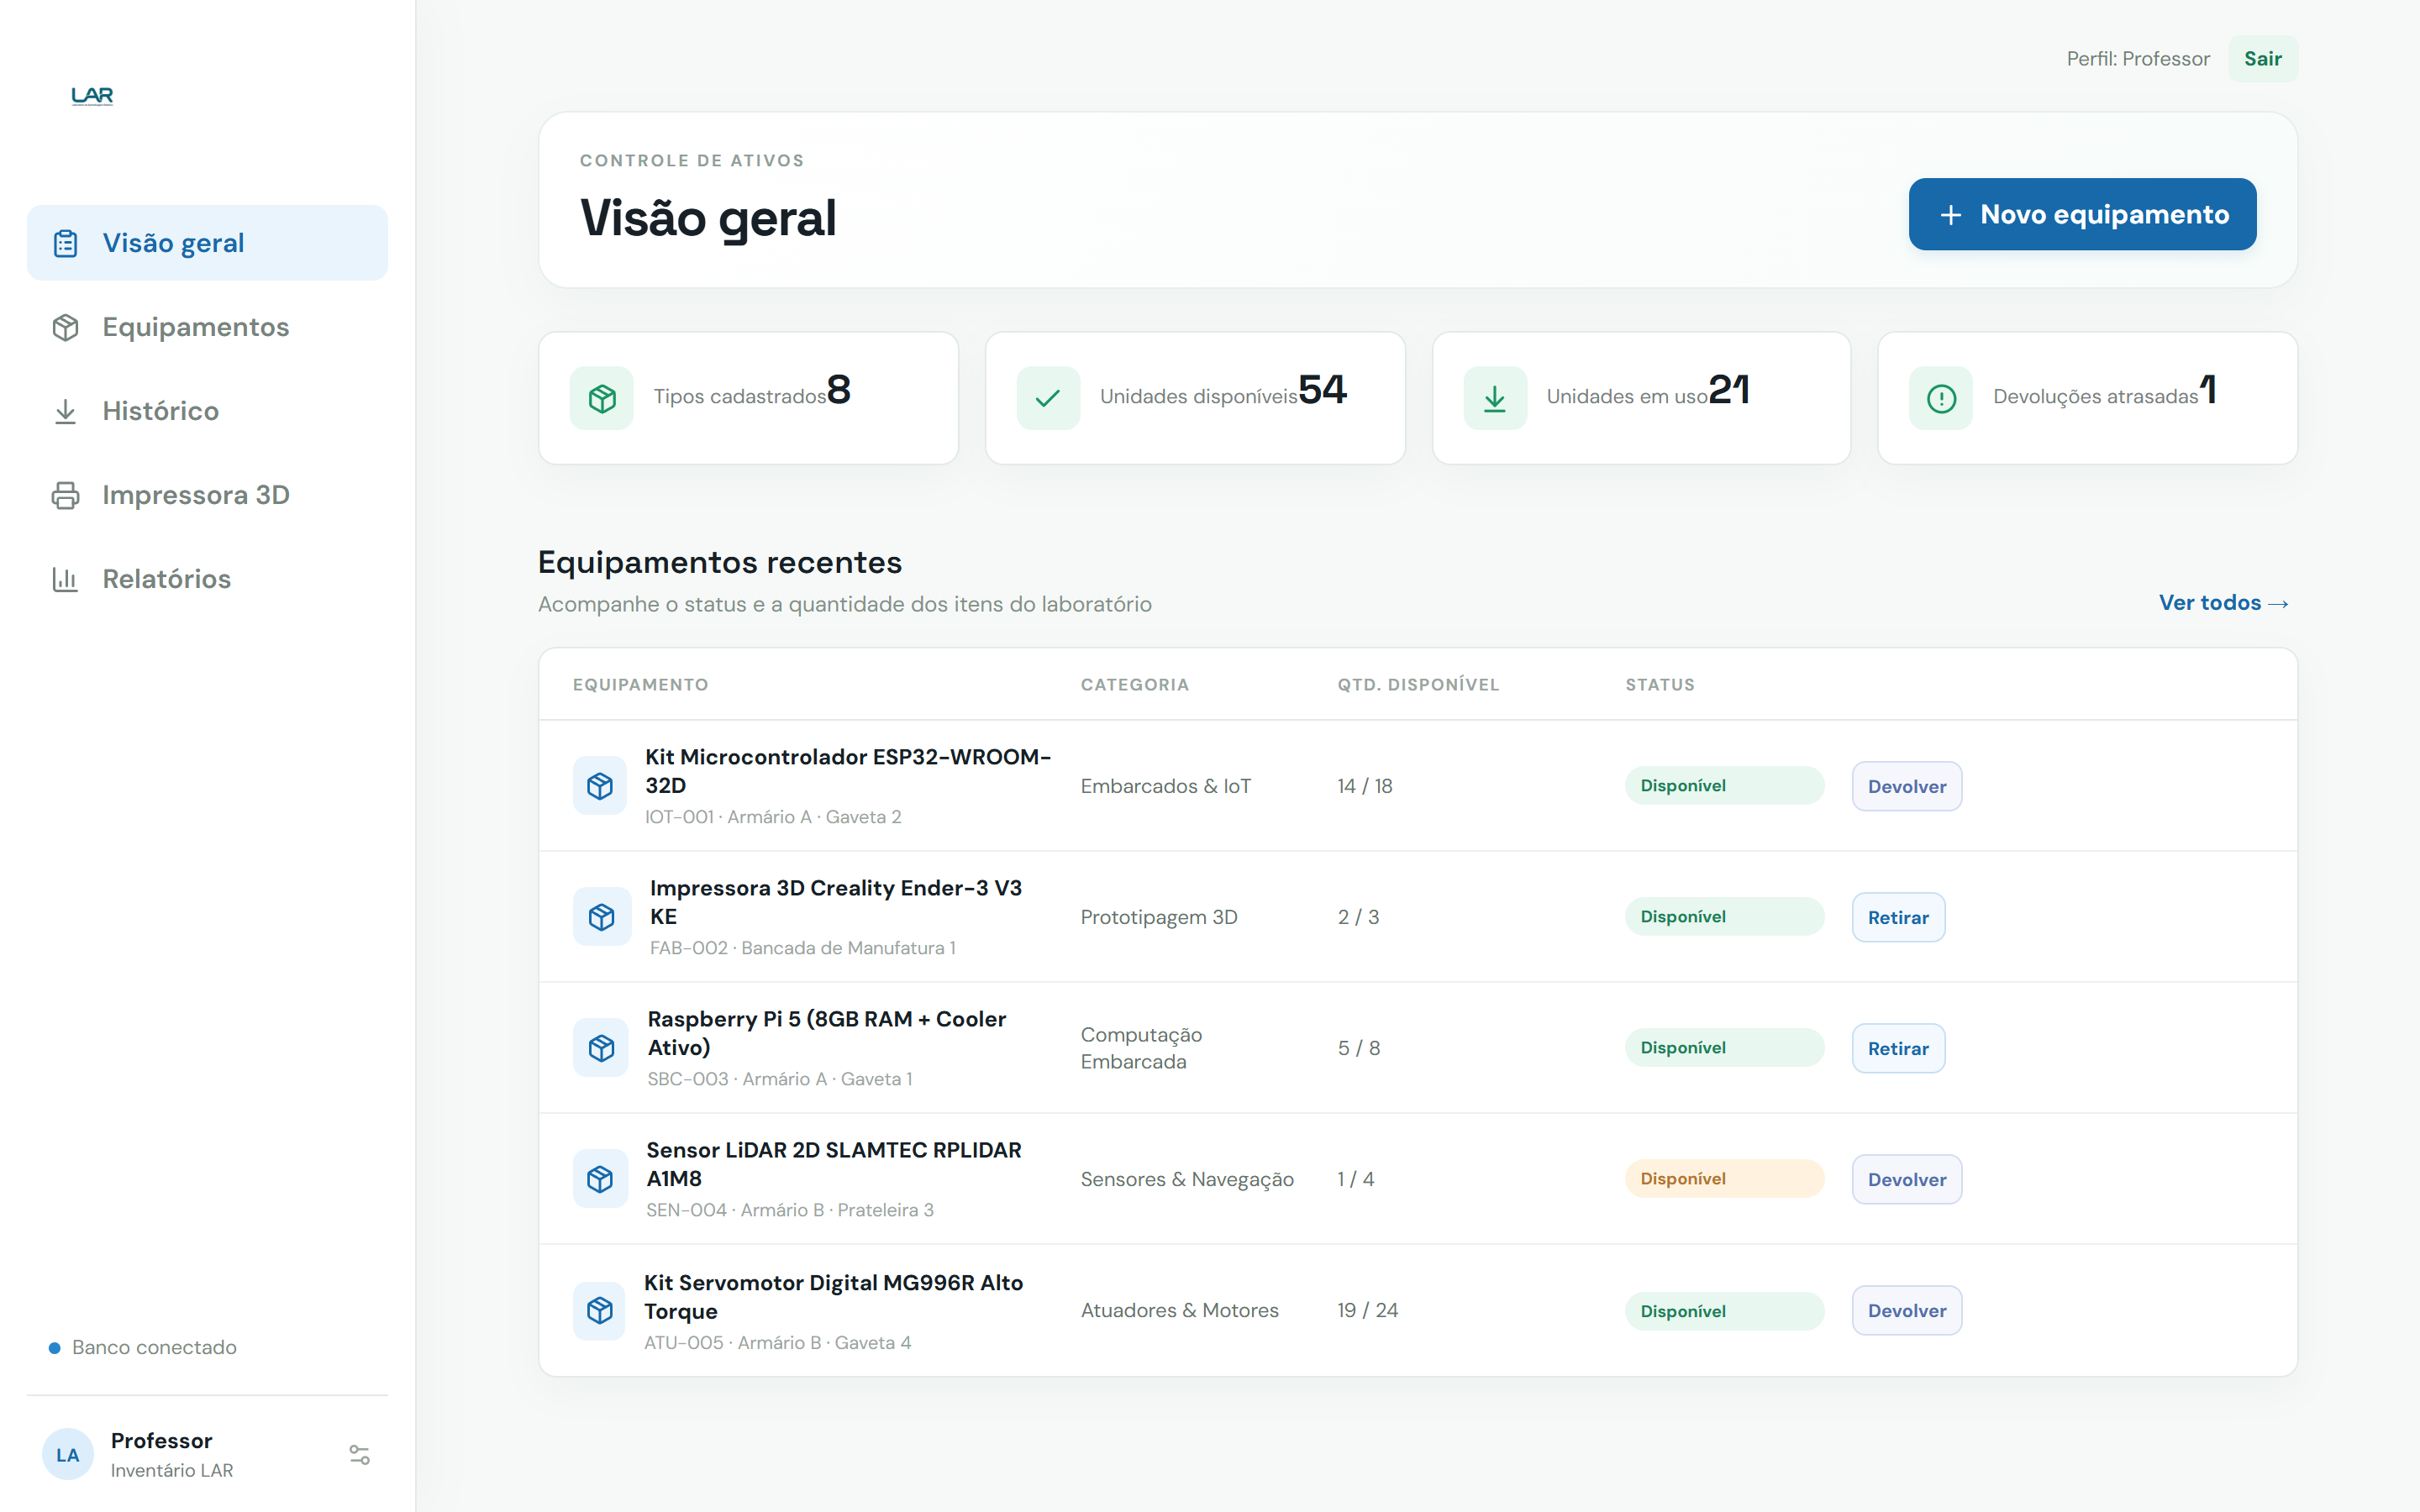 LAR
Visão geral
Equipamentos
Histórico
Impressora 3D
Relatórios
Banco conectado
LA
Professor
Inventário LAR
Perfil: Professor
Sair
CONTROLE DE ATIVOS
Visão geral
Novo equipamento
Tipos cadastrados 8
Unidades disponíveis 54
Unidades em uso 21
Devoluções atrasadas 1
Equipamentos recentes
Acompanhe o status e a quantidade dos itens do laboratório
Ver todos →
EQUIPAMENTO CATEGORIA QTD. DISPONÍVEL STATUS
Kit Microcontrolador ESP32-WROOM-
32D
IOT-001 · Armário A · Gaveta 2
Embarcados & IoT
14 / 18
Disponível
Devolver
Impressora 3D Creality Ender-3 V3
KE
FAB-002 · Bancada de Manufatura 1
Prototipagem 3D
2 / 3
Disponível
Retirar
Raspberry Pi 5 (8GB RAM + Cooler
Ativo)
SBC-003 · Armário A · Gaveta 1
Computação
Embarcada
5 / 8
Disponível
Retirar
Sensor LiDAR 2D SLAMTEC RPLIDAR
A1M8
SEN-004 · Armário B · Prateleira 3
Sensores & Navegação
1 / 4
Disponível
Devolver
Kit Servomotor Digital MG996R Alto
Torque
ATU-005 · Armário B · Gaveta 4
Atuadores & Motores
19 / 24
Disponível
Devolver